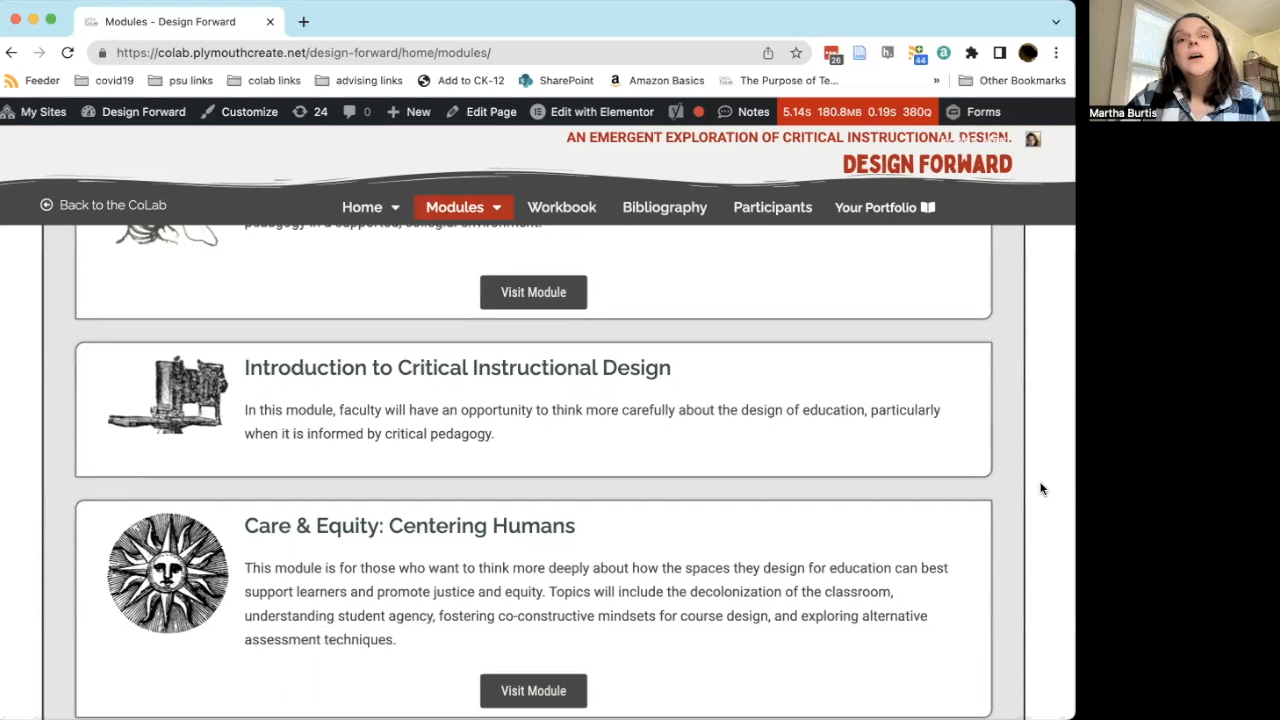 Modules - Design Forward
https://colab.plymouthcreate.net/design-forward/home/modules/
26
44
Feeder covid19 psu links colab links advising links Add to CK-12 SharePoint Amazon Basics The Purpose of Te... » Other Bookmarks
My Sites Design Forward Customize 24 0 New Edit Page Edit with Elementor Notes 5.14s 180.8MB 0.19s 380Q Forms
AN EMERGENT EXPLORATION OF CRITICAL INSTRUCTIONAL DESIGN.
DESIGN FORWARD
Back to the CoLab Home Modules Workbook Bibliography Participants Your Portfolio
pedagogy in a supported, collegial environment.
Visit Module
Introduction to Critical Instructional Design
In this module, faculty will have an opportunity to think more carefully about the design of education, particularly
when it is informed by critical pedagogy.
Care & Equity: Centering Humans
This module is for those who want to think more deeply about how the spaces they design for education can best
support learners and promote justice and equity. Topics will include the decolonization of the classroom,
understanding student agency, fostering co-constructive mindsets for course design, and exploring alternative
assessment techniques.
Visit Module
Martha Burtis